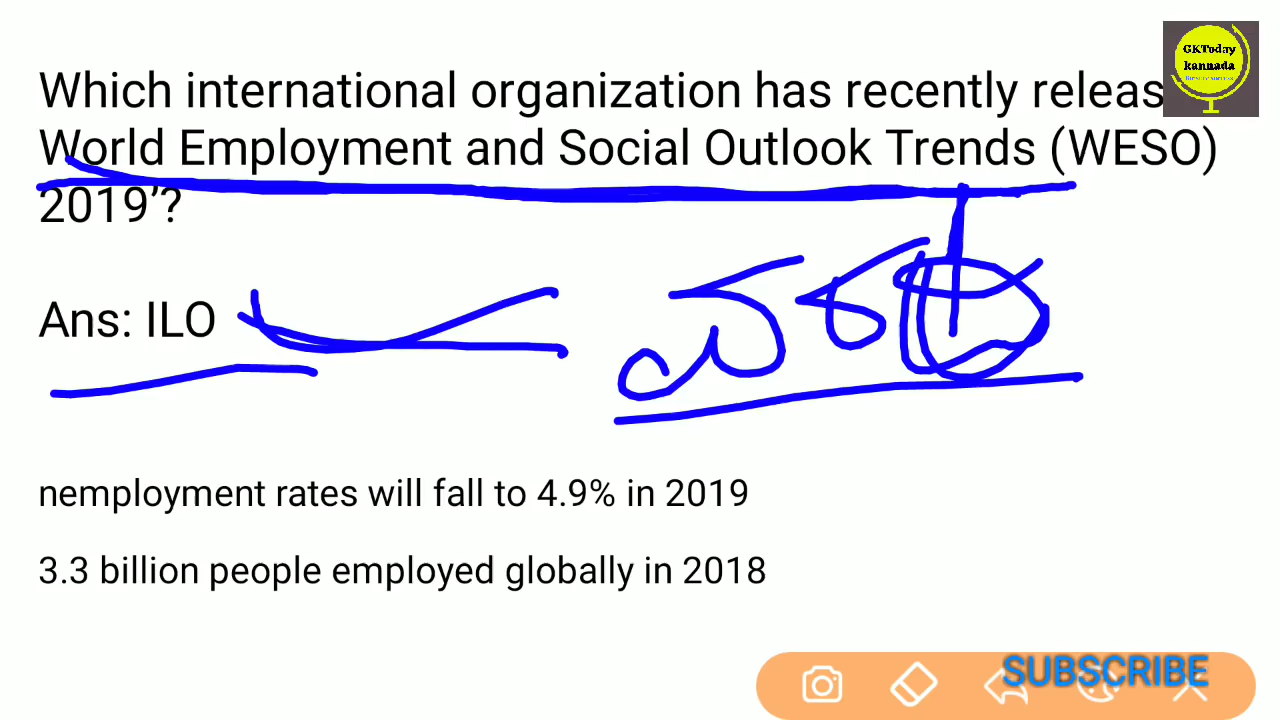 GKToday
kannada
Which international organization has recently releas
World Employment and Social Outlook Trends (WESO)
2019’?
Ans: ILO
nemployment rates will fall to 4.9% in 2019
3.3 billion people employed globally in 2018
SUBSCRIBE